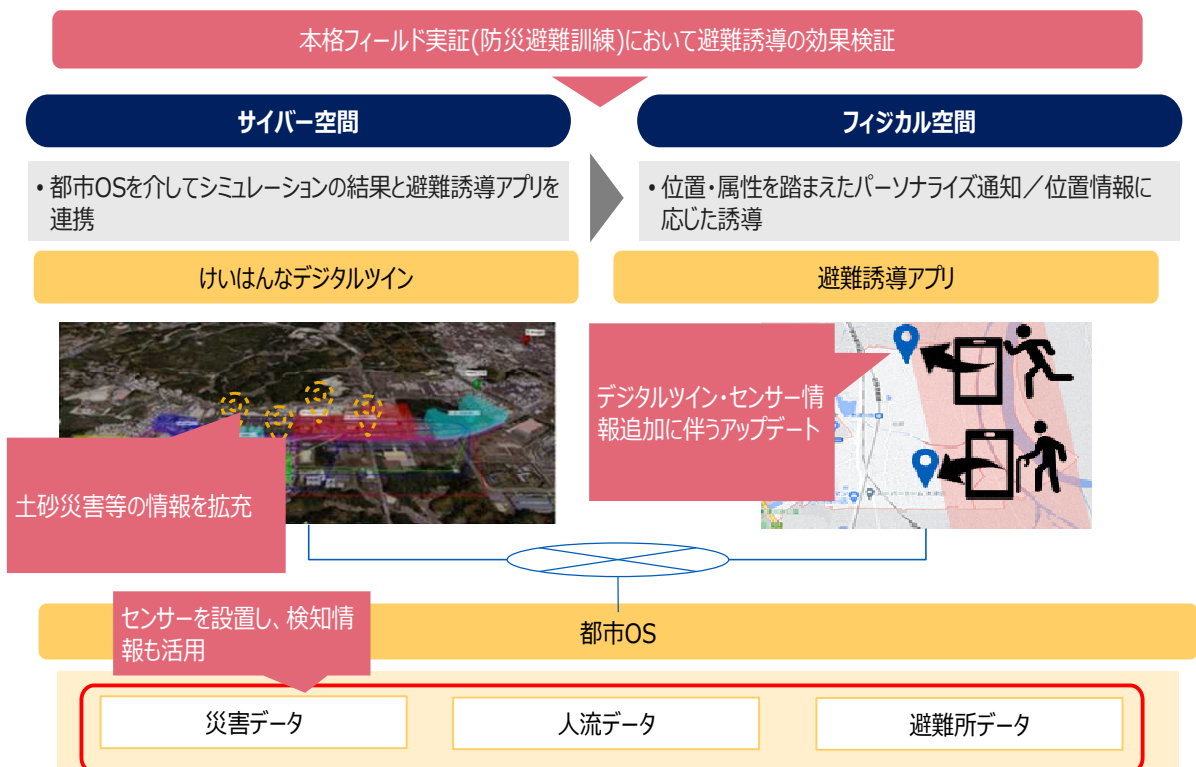 本格フィールド実証(防災避難訓練)において避難誘導の効果検証
サイバー空間
フィジカル空間
• 都市OSを介してシミュレーションの結果と避難誘導アプリを
連携
• 位置・属性を踏まえたパーソナライズ通知／位置情報に
応じた誘導
けいはんなデジタルツイン
避難誘導アプリ
デジタルツイン・センサー情
報追加に伴うアップデート
土砂災害等の情報を拡充
センサーを設置し、検知情
報も活用
都市OS
災害データ
人流データ
避難所データ